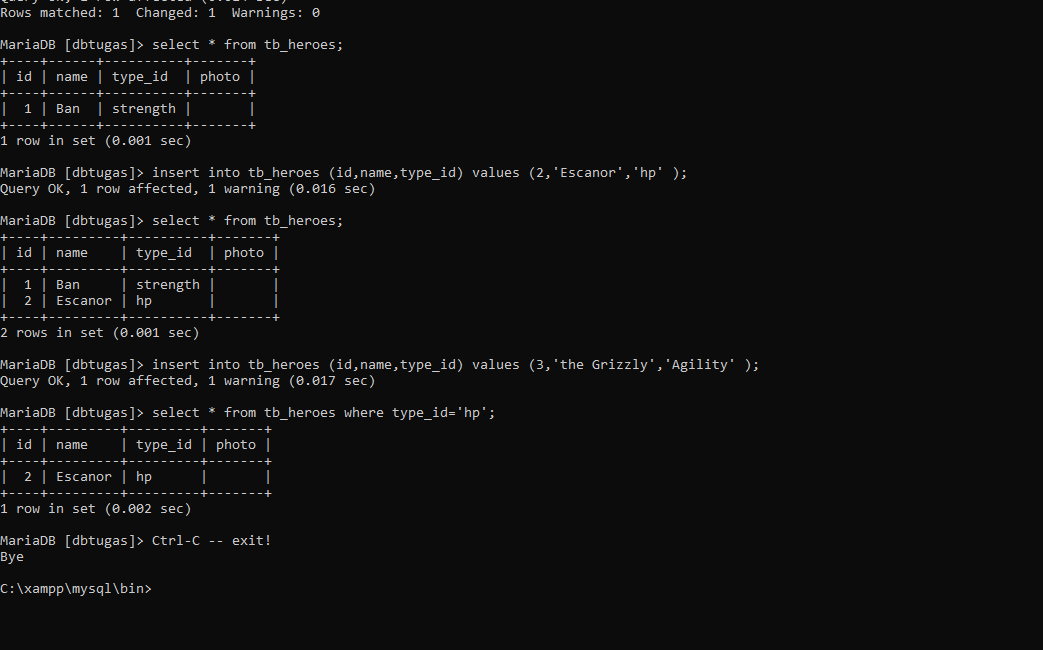 Rows matched: 1  Changed: 1  Warnings: 0
MariaDB [dbtugas]> select * from tb_heroes;
+----+------+----------+-------+
| id | name | type_id  | photo |
+----+------+----------+-------+
|  1 | Ban  | strength |       |
+----+------+----------+-------+
1 row in set (0.001 sec)
MariaDB [dbtugas]> insert into tb_heroes (id,name,type_id) values (2,'Escanor','hp' );
Query OK, 1 row affected, 1 warning (0.016 sec)
MariaDB [dbtugas]> select * from tb_heroes;
+----+---------+----------+-------+
| id | name    | type_id  | photo |
+----+---------+----------+-------+
|  1 | Ban     | strength |       |
|  2 | Escanor | hp       |       |
+----+---------+----------+-------+
2 rows in set (0.001 sec)
MariaDB [dbtugas]> insert into tb_heroes (id,name,type_id) values (3,'the Grizzly','Agility' );
Query OK, 1 row affected, 1 warning (0.017 sec)
MariaDB [dbtugas]> select * from tb_heroes where type_id='hp';
+----+---------+---------+-------+
| id | name    | type_id | photo |
+----+---------+---------+-------+
|  2 | Escanor | hp      |       |
+----+---------+---------+-------+
1 row in set (0.002 sec)
MariaDB [dbtugas]> Ctrl-C -- exit!
Bye
C:\xampp\mysql\bin>